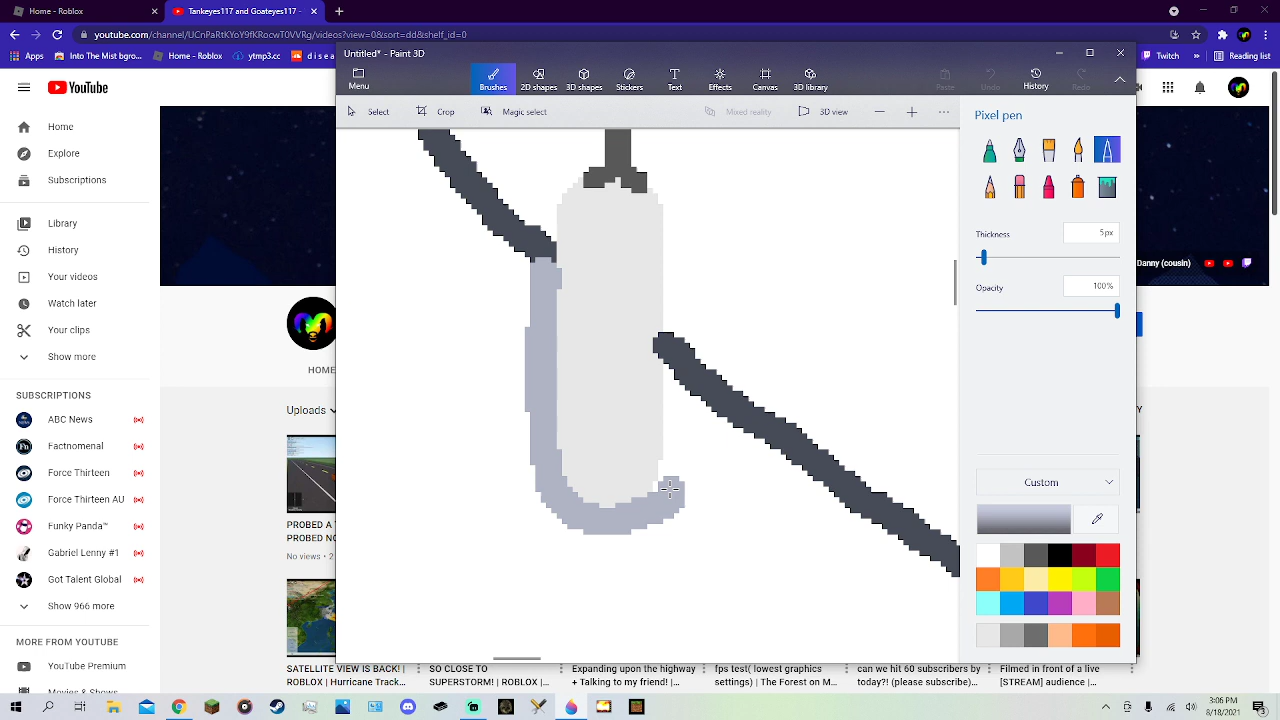 Home - Roblox
Tankeyes117 and Goateyes117 -
youtube.com/channel/UCnPaRtKYoY9fKRocwT0VVRg/videos?view=0&sort=dd&shelf_id=0
Apps
Into The Mist bgro...
ytmp3.cc
d i s e a
Twitch
Reading list
YouTube
Home
Explore
Subscriptions
Library
History
Your videos
Watch later
Your clips
Show more
SUBSCRIPTIONS
ABC News
Factnomenal
Force Thirteen
Force Thirteen AU
Funky Panda™
Gabriel Lenny #1
Got Talent Global
Show 966 more
MORE FROM YOUTUBE
YouTube Premium
Movies & Shows
HOME
Uploads
PROBED A
PROBED NO
No views • 2
Untitled* - Paint 3D
Menu
Brushes
2D shapes
3D shapes
Stickers
Text
Effects
Canvas
3D library
Paste
Undo
History
Redo
Select
Crop
Magic select
Mixed reality
3D view
Pixel pen
Thickness
5px
Opacity
100%
Custom
Danny (cousin)
SATELLITE VIEW IS BACK! |
ROBLOX | Hurricane Track...
SO CLOSE TO
SUPERSTORM! | ROBLOX |...
Expanding upon the highway
+ Talking to my friend! |...
fps test( lowest graphics
settings) | The Forest on M...
can we hit 60 subscribers by
today!? (please subscribe...
Filmed in front of a live
[STREAM] audience |...
3:06 PM
8/18/2021